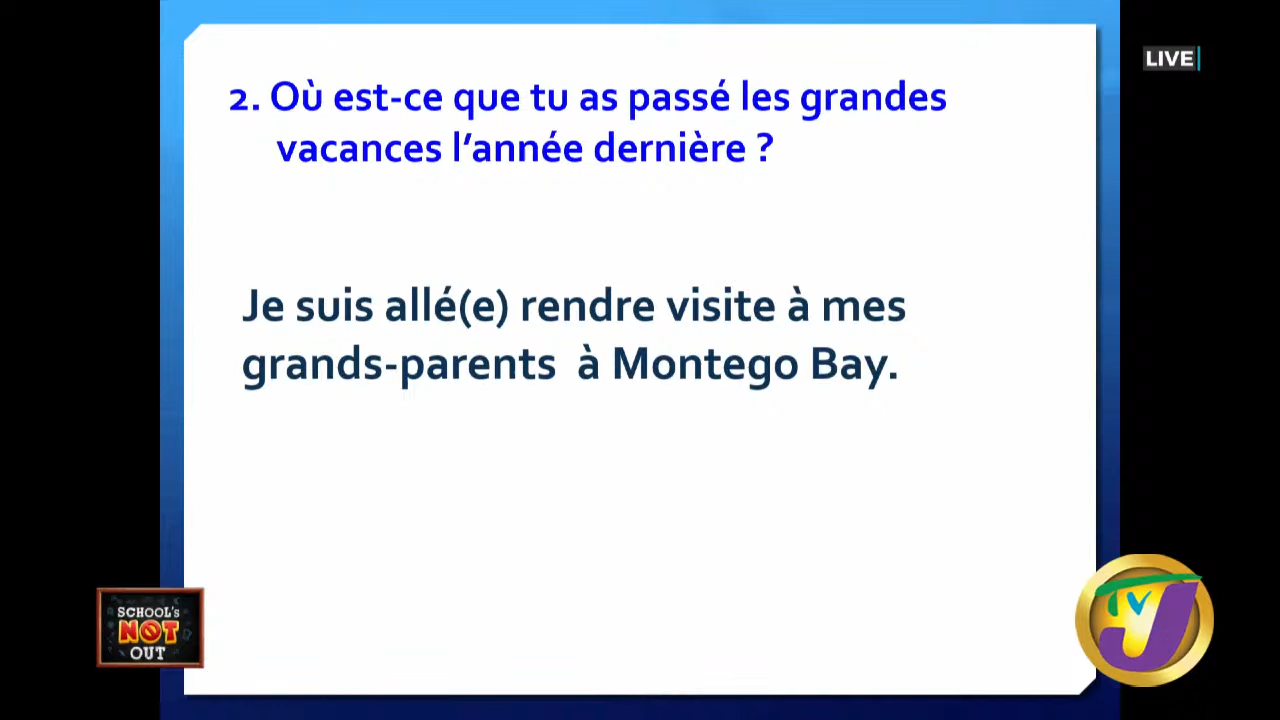 LIVE
2. Où est-ce que tu as passé les grandes
vacances l’année dernière ?
Je suis allé(e) rendre visite à mes
grands-parents à Montego Bay.
SCHOOL's
NOT
OUT
TVJ